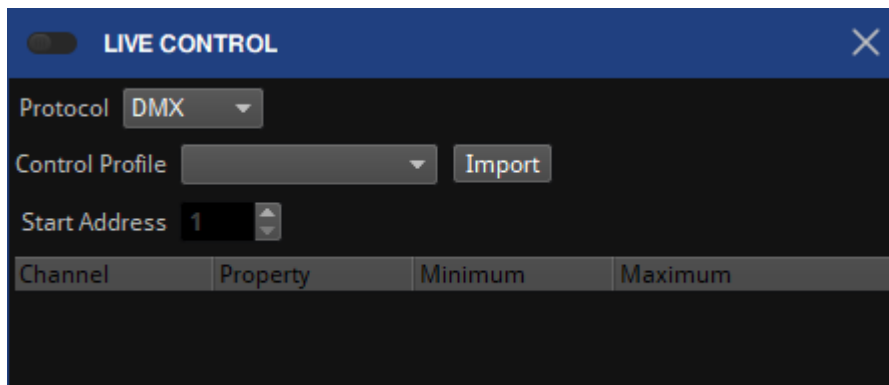 LIVE CONTROL
Protocol DMX
Control Profile Import
Start Address 1
Channel Property Minimum Maximum